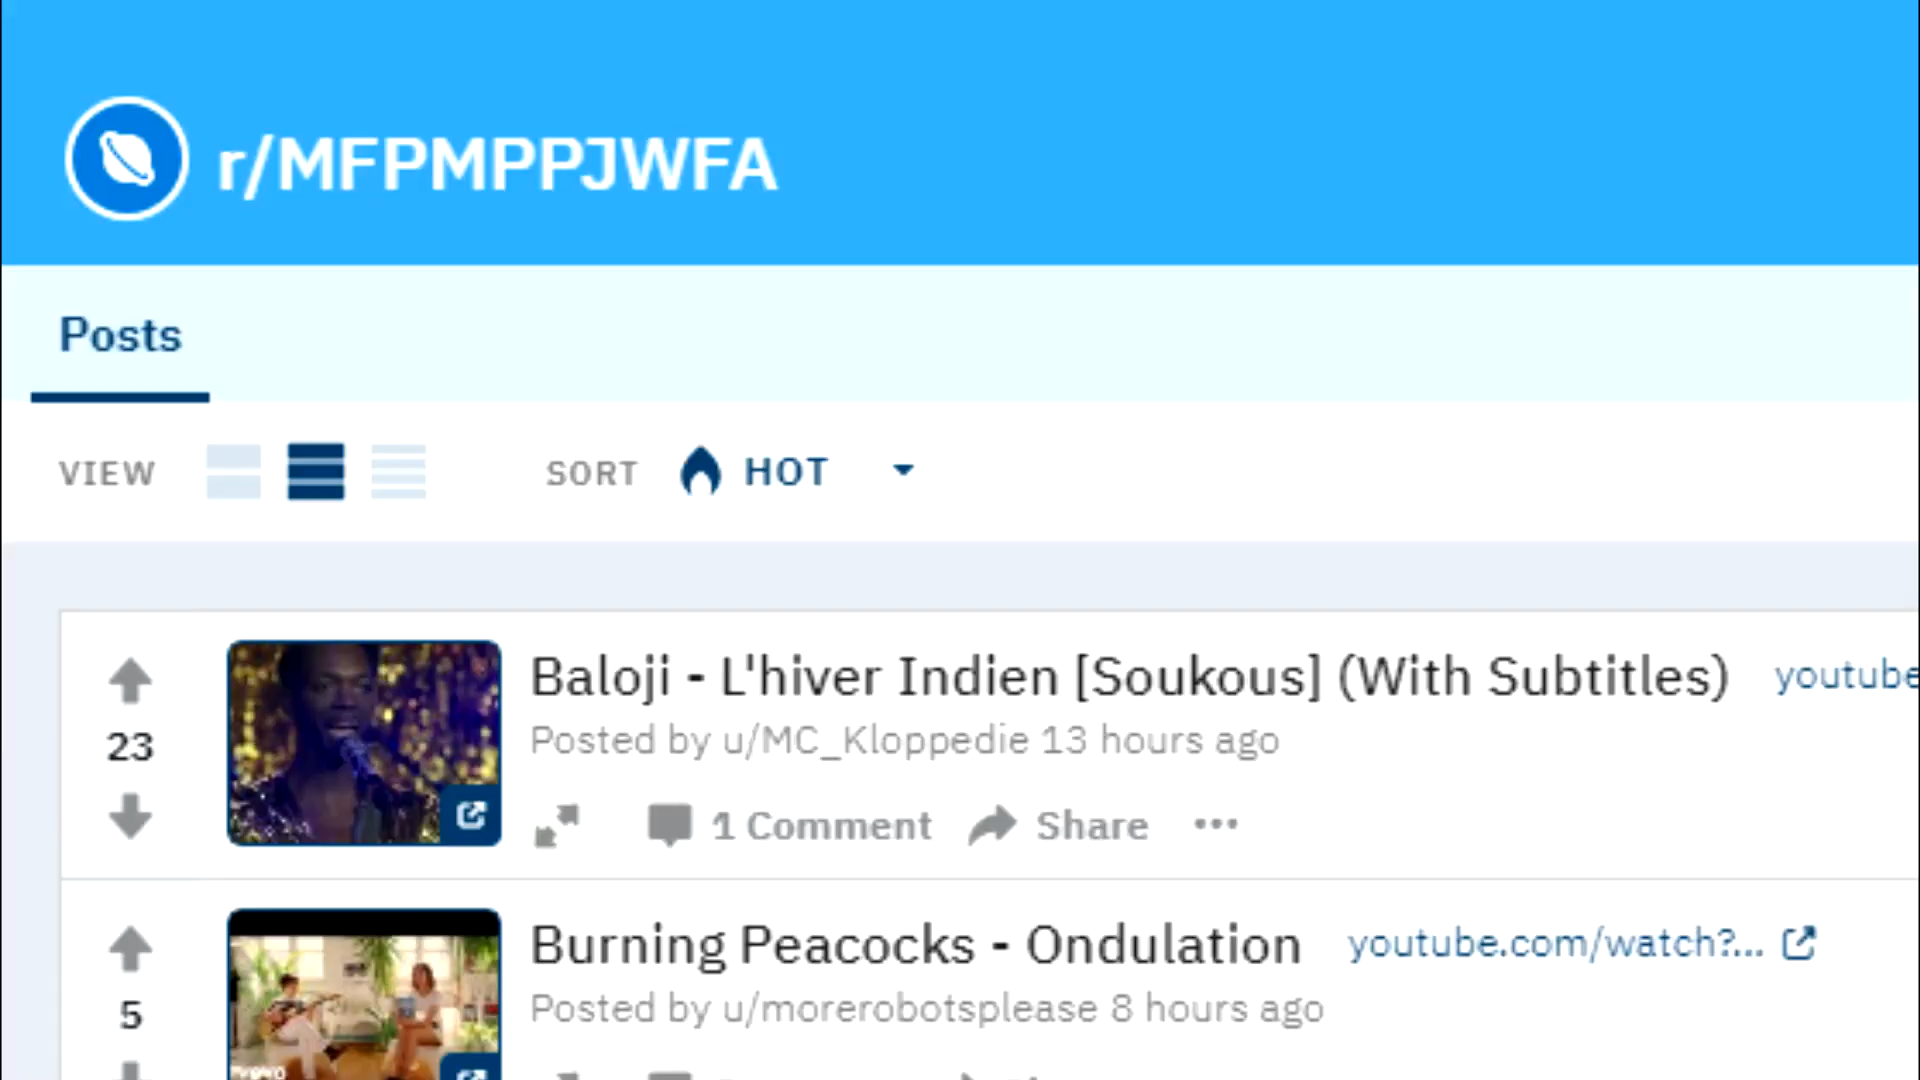 r/MFPMPPJWFA
Posts
VIEW SORT HOT
Baloji - L'hiver Indien [Soukous] (With Subtitles) youtube
23
Posted by u/MC_Kloppedie 13 hours ago
1 Comment Share
Burning Peacocks - Ondulation youtube.com/watch?...
5
Posted by u/morerobotsplease 8 hours ago